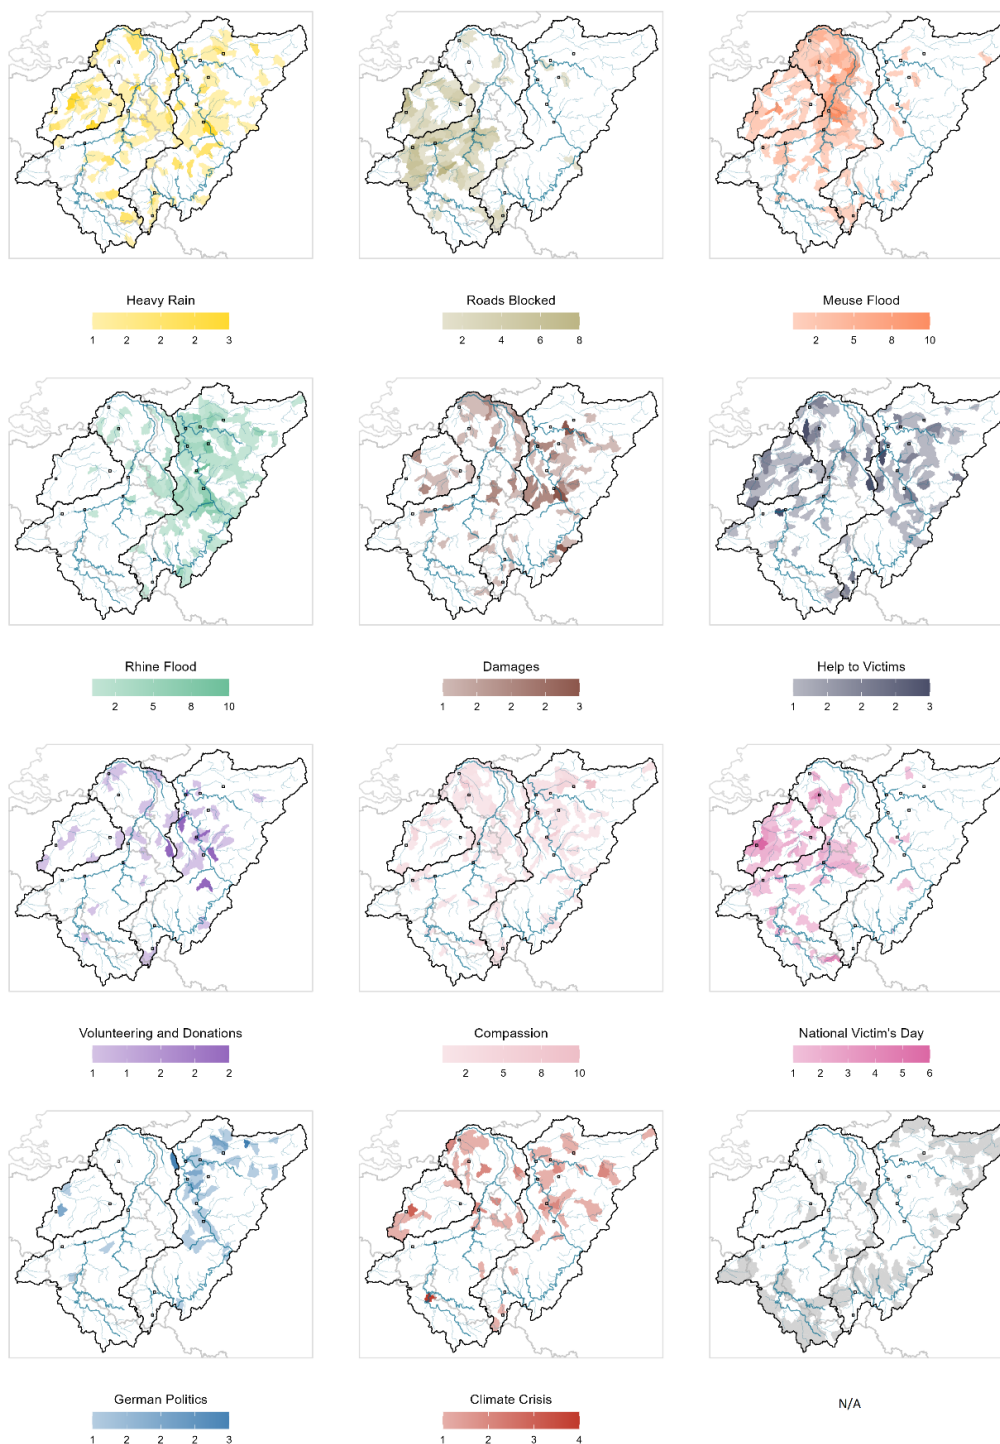 Heavy Rain
1 2 2 2 3
Roads Blocked
2 4 6 8
Meuse Flood
2 5 8 10
Rhine Flood
2 5 8 10
Damages
1 2 2 2 3
Help to Victims
1 2 2 2 3
Volunteering and Donations
1 1 2 2 2
Compassion
2 5 8 10
National Victim's Day
1 2 3 4 5 6
German Politics
1 2 2 2 3
Climate Crisis
1 2 3 4
N/A